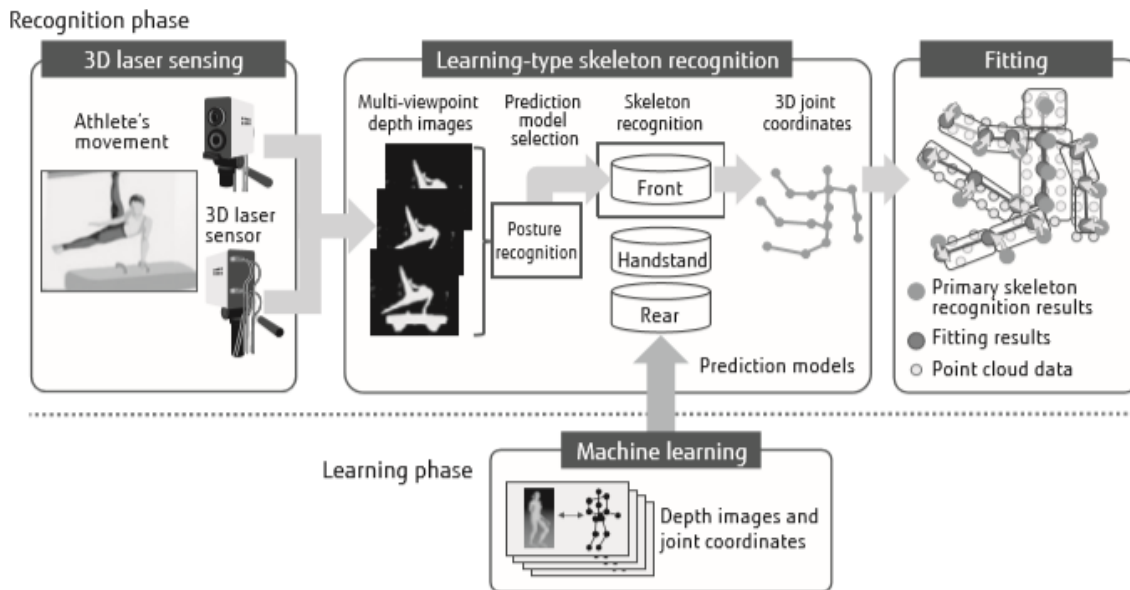 Recognition phase
3D laser sensing
Athlete's
movement
3D laser
sensor
Learning-type skeleton recognition
Multi-viewpoint
depth images
Prediction
model
selection
Skeleton
recognition
3D joint
coordinates
Posture
recognition
Front
Handstand
Rear
Prediction models
Fitting
Primary skeleton
recognition results
Fitting results
Point cloud data
Learning phase
Machine learning
Depth images and
joint coordinates